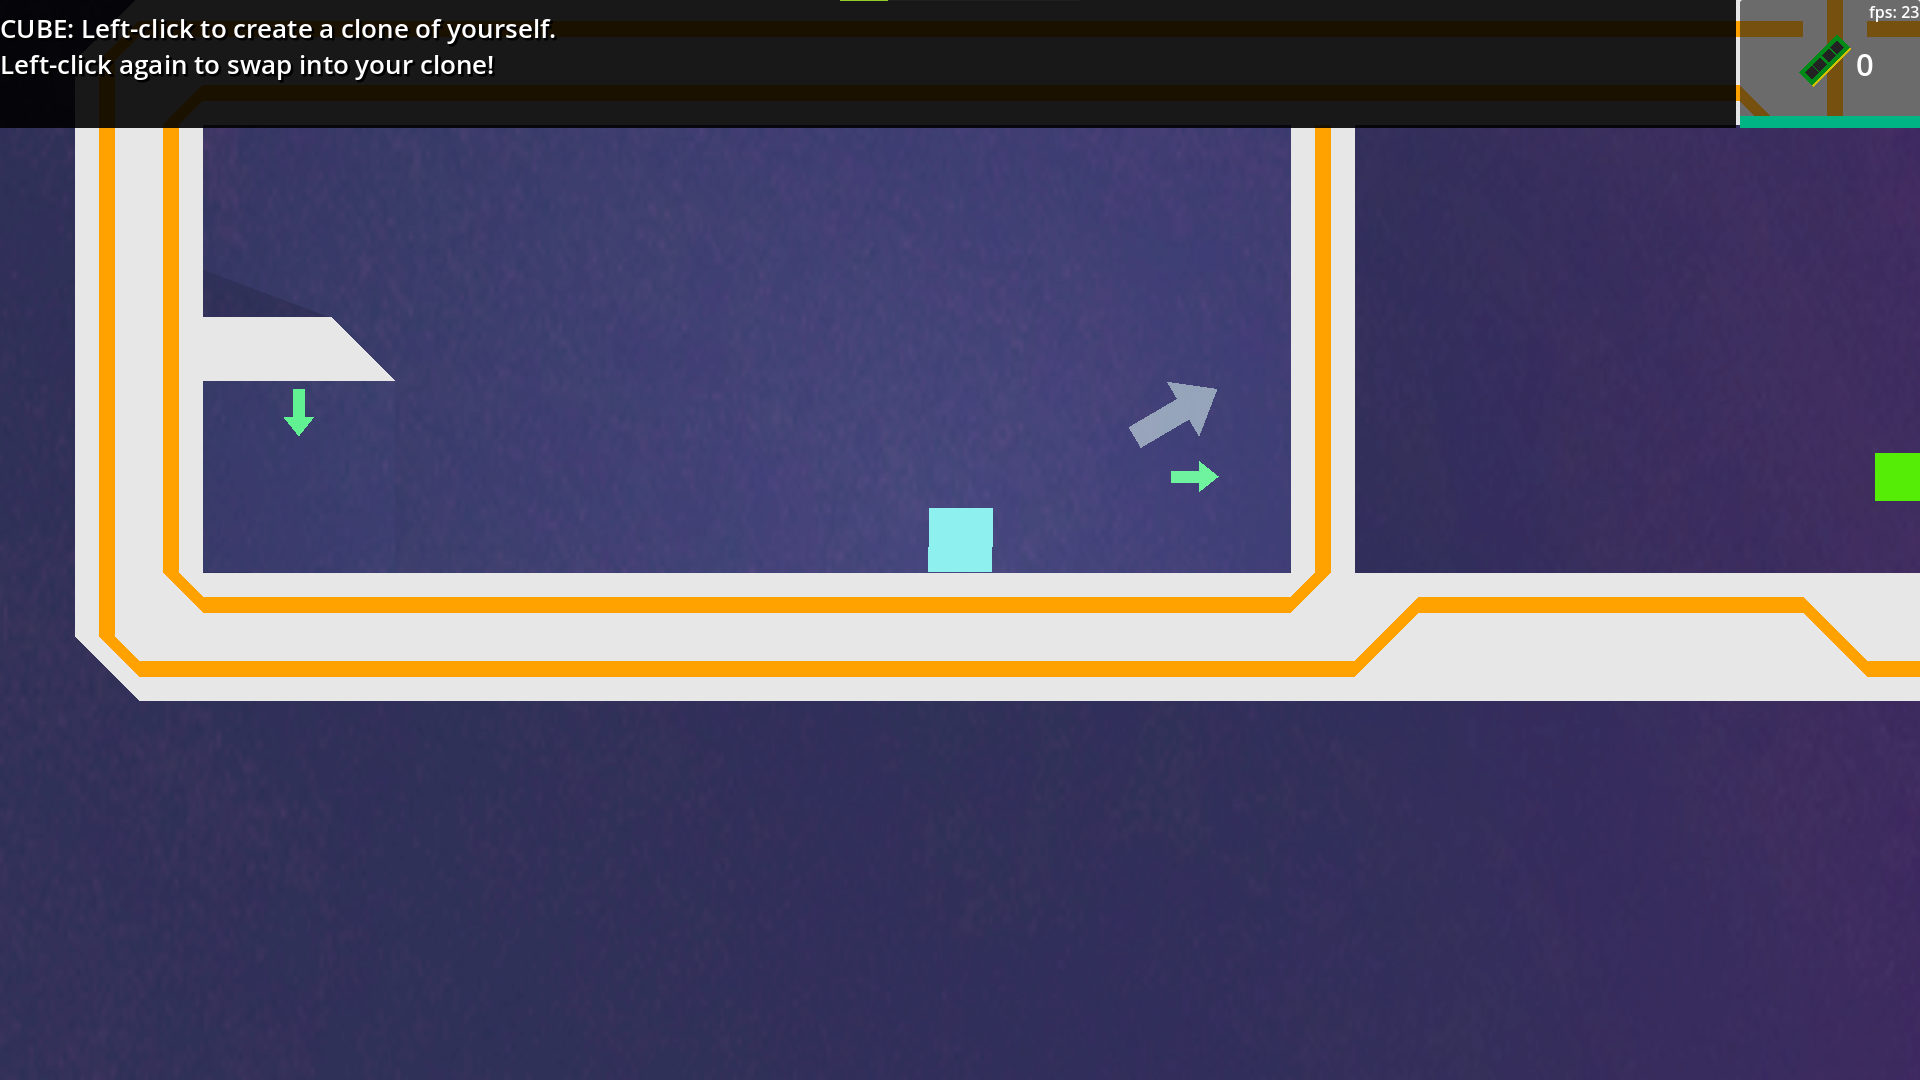 CUBE: Left-click to create a clone of yourself.
Left-click again to swap into your clone!
fps: 23
0